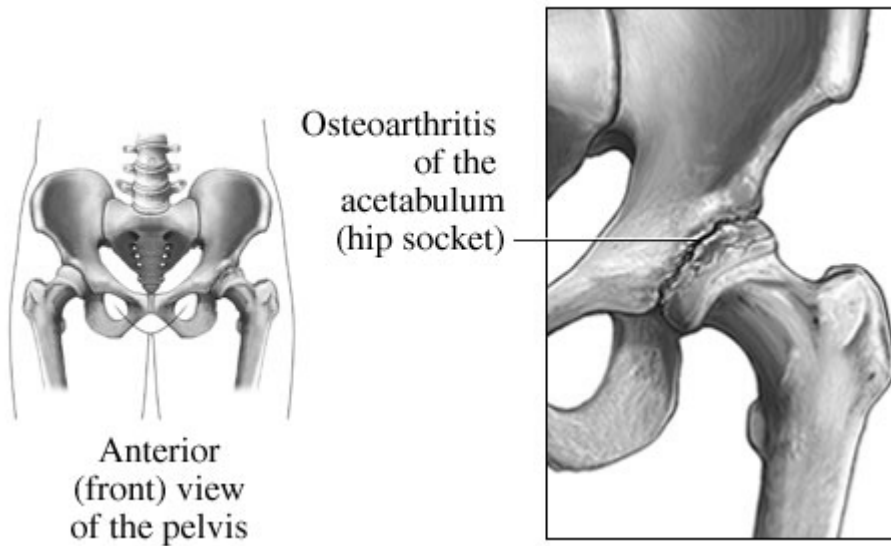 Osteoarthritis
of the
acetabulum
(hip socket)
Anterior
(front) view
of the pelvis